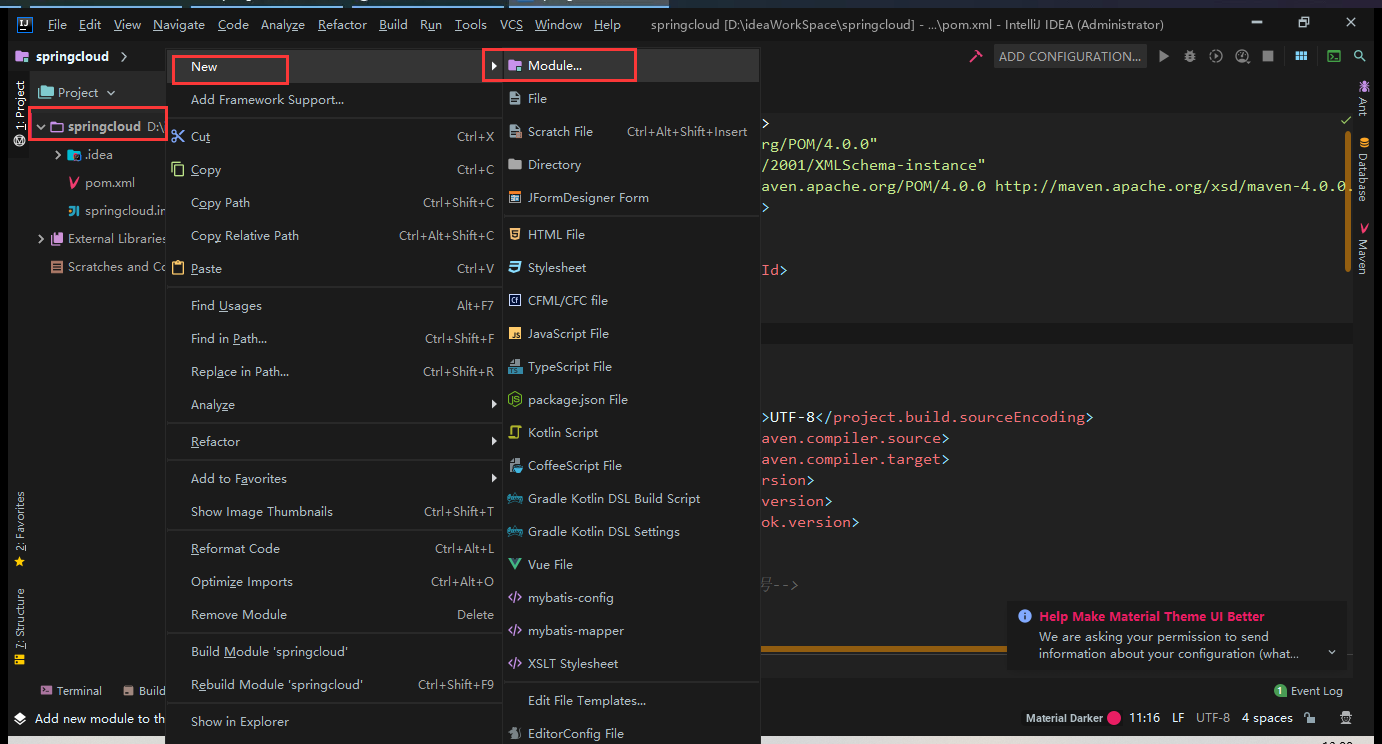 File Edit View Navigate Code Analyze Refactor Build Run Tools VCS Window Help springcloud [D:\ideaWorkSpace\springcloud] - ...\pom.xml - IntelliJ IDEA (Administrator)
springcloud
ADD CONFIGURATION...
1: Project
Project
springcloud D:\
.idea
pom.xml
springcloud.im
External Libraries
Scratches and Co
2: Favorites
7: Structure
New
Add Framework Support...
Cut Ctrl+X
Copy Ctrl+C
Copy Path Ctrl+Shift+C
Copy Relative Path Ctrl+Alt+Shift+C
Paste Ctrl+V
Find Usages Alt+F7
Find in Path... Ctrl+Shift+F
Replace in Path... Ctrl+Shift+R
Analyze
Refactor
Add to Favorites
Show Image Thumbnails Ctrl+Shift+T
Reformat Code Ctrl+Alt+L
Optimize Imports Ctrl+Alt+O
Remove Module Delete
Build Module 'springcloud'
Rebuild Module 'springcloud' Ctrl+Shift+F9
Show in Explorer
Module...
File
Scratch File Ctrl+Alt+Shift+Insert
Directory
JFormDesigner Form
HTML File
Stylesheet
CFML/CFC file
JavaScript File
TypeScript File
package.json File
Kotlin Script
CoffeeScript File
Gradle Kotlin DSL Build Script
Gradle Kotlin DSL Settings
Vue File
mybatis-config
mybatis-mapper
XSLT Stylesheet
Edit File Templates...
EditorConfig File
>
rg/POM/4.0.0"
/2001/XMLSchema-instance"
aven.apache.org/POM/4.0.0 http://maven.apache.org/xsd/maven-4.0.0.
>
Id>
>UTF-8</project.build.sourceEncoding>
aven.compiler.source>
aven.compiler.target>
rsion>
version>
ok.version>
号-->
Ant
Database
Maven
Help Make Material Theme UI Better
We are asking your permission to send
information about your configuration (what...
Terminal
Build
1 Event Log
Add new module to th
Material Darker 11:16 LF UTF-8 4 spaces